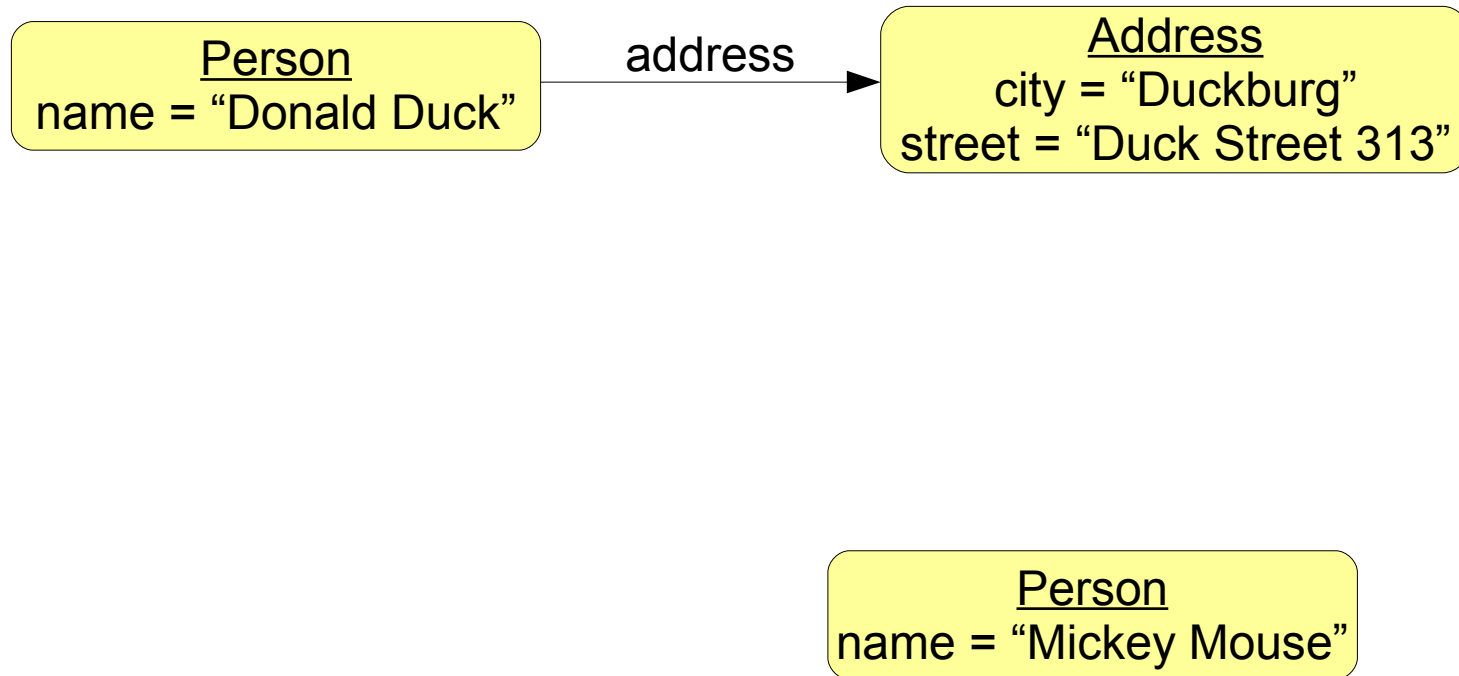 Person
name = “Donald Duck”
address
Address
city = “Duckburg”
street = “Duck Street 313”
Person
name = “Mickey Mouse”